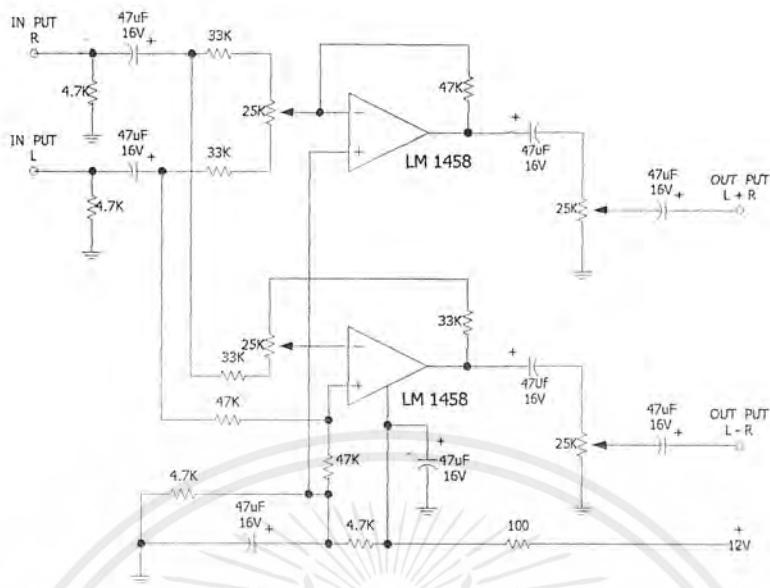 IN PUT
R
47uF
16V +
33K
4.7K
25K
47K
IN PUT
L
47uF
16V +
33K
4.7K
−
+
LM 1458
+
47uF
16V
25K
47uF
16V +
OUT PUT
L + R
25K
33K
33K
47K
−
+
LM 1458
+
47Uf
16V
25K
47uF
16V +
OUT PUT
L - R
47K
+
47uF
16V
4.7K
47uF
16V +
4.7K
100
+
12V